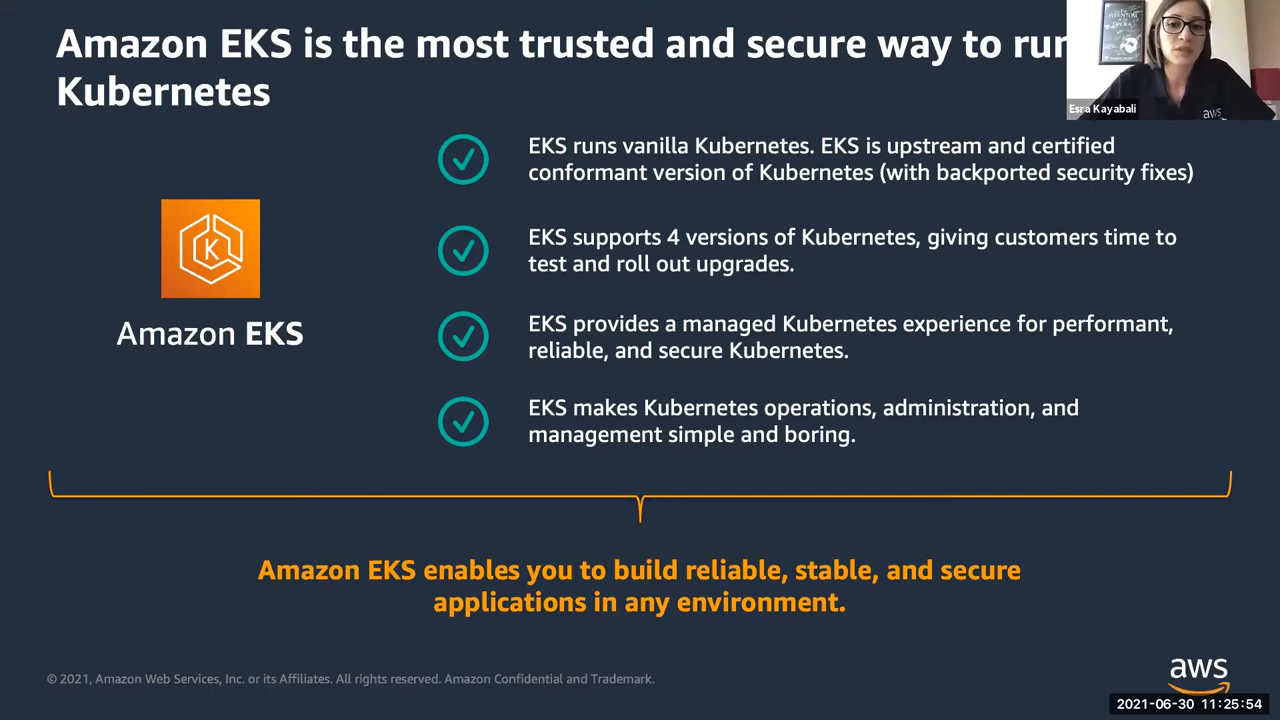 Amazon EKS is the most trusted and secure way to run
Kubernetes
Esra Kayabali
aws
EKS runs vanilla Kubernetes. EKS is upstream and certified
conformant version of Kubernetes (with backported security fixes)
EKS supports 4 versions of Kubernetes, giving customers time to
test and roll out upgrades.
K
Amazon EKS
EKS provides a managed Kubernetes experience for performant,
reliable, and secure Kubernetes.
EKS makes Kubernetes operations, administration, and
management simple and boring.
Amazon EKS enables you to build reliable, stable, and secure
applications in any environment.
© 2021, Amazon Web Services, Inc. or its Affiliates. All rights reserved. Amazon Confidential and Trademark.
aws
2021-06-30 11:25:54